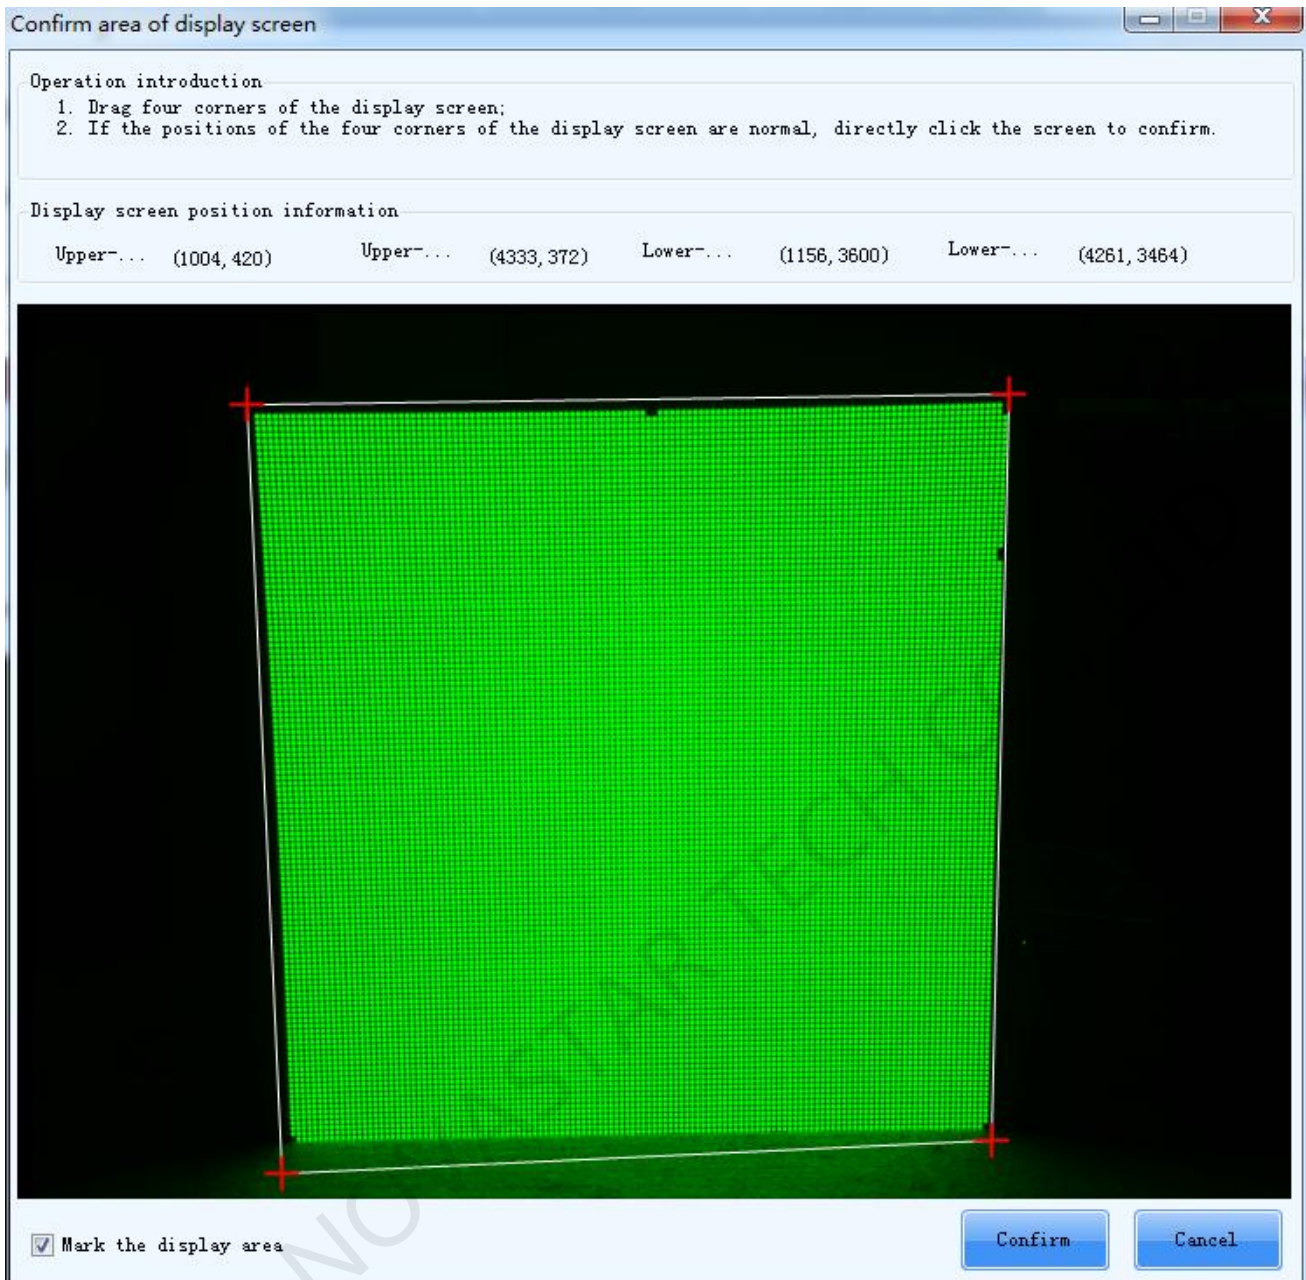 Confirm area of display screen
Operation introduction
1. Drag four corners of the display screen;
2. If the positions of the four corners of the display screen are normal, directly click the screen to confirm.
Display screen position information
Upper-... (1004, 420) Upper-... (4333, 372) Lower-... (1156, 3600) Lower-... (4261, 3464)
Mark the display area
Confirm
Cancel